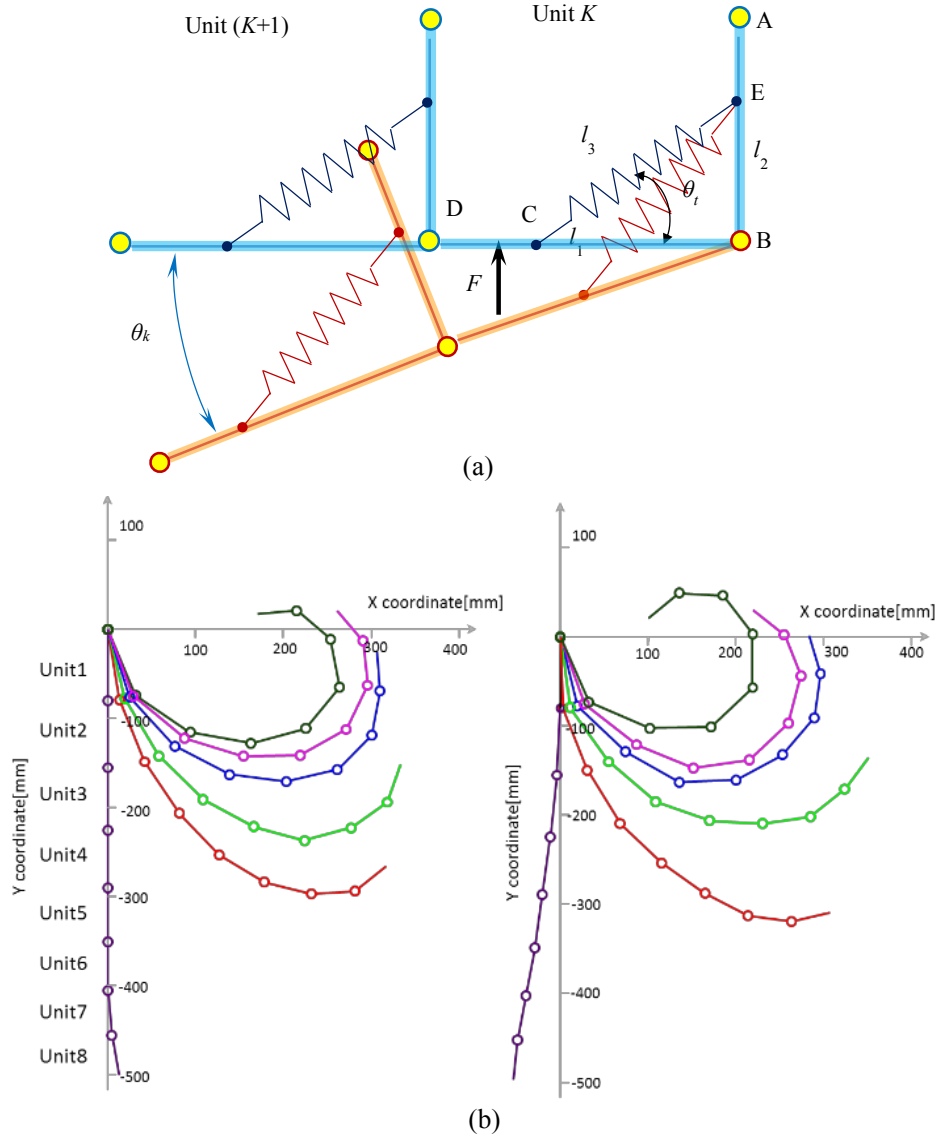 Unit (K+1)
Unit K
A
E
l3
l2
θt
D
C
l1
B
F
θk
(a)
100
X coordinate[mm]
100
200
300
400
Unit1
-100
Unit2
-200
Unit3
Y coordinate[mm]
Unit4
-300
Unit5
Unit6
-400
Unit7
Unit8
-500
100
X coordinate[mm]
100
200
300
400
-100
-200
Y coordinate[mm]
-300
-400
-500
(b)